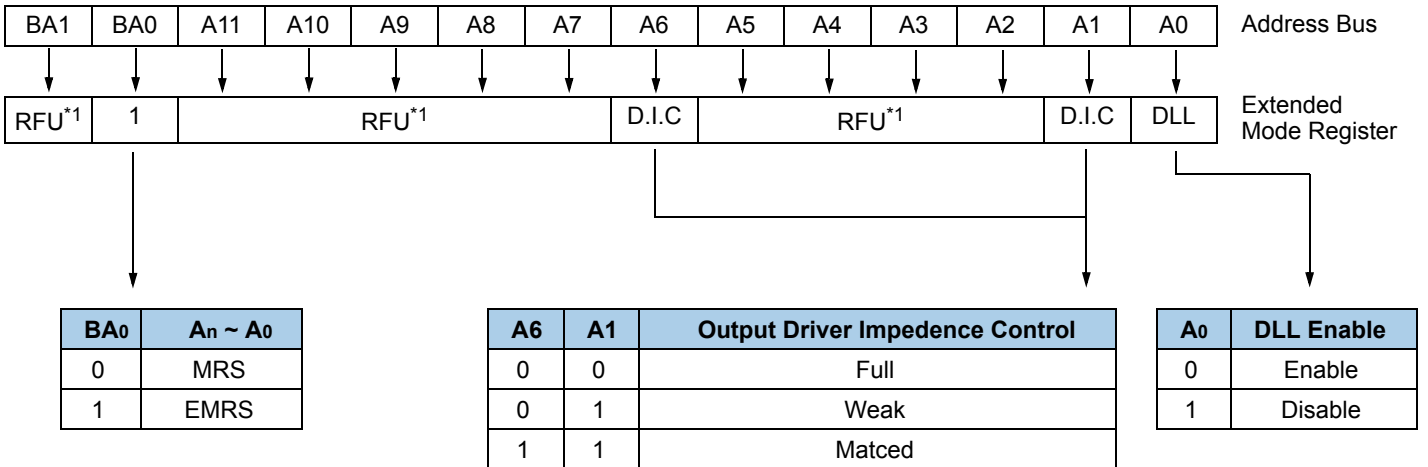 BA1 BA0 A11 A10 A9 A8 A7 A6 A5 A4 A3 A2 A1 A0 Address Bus
RFU*1 1 RFU*1 D.I.C RFU*1 D.I.C DLL Extended
Mode Register
BA0 An ~ A0
0 MRS
1 EMRS
A6 A1 Output Driver Impedence Control
0 0 Full
0 1 Weak
1 1 Matced
A0 DLL Enable
0 Enable
1 Disable